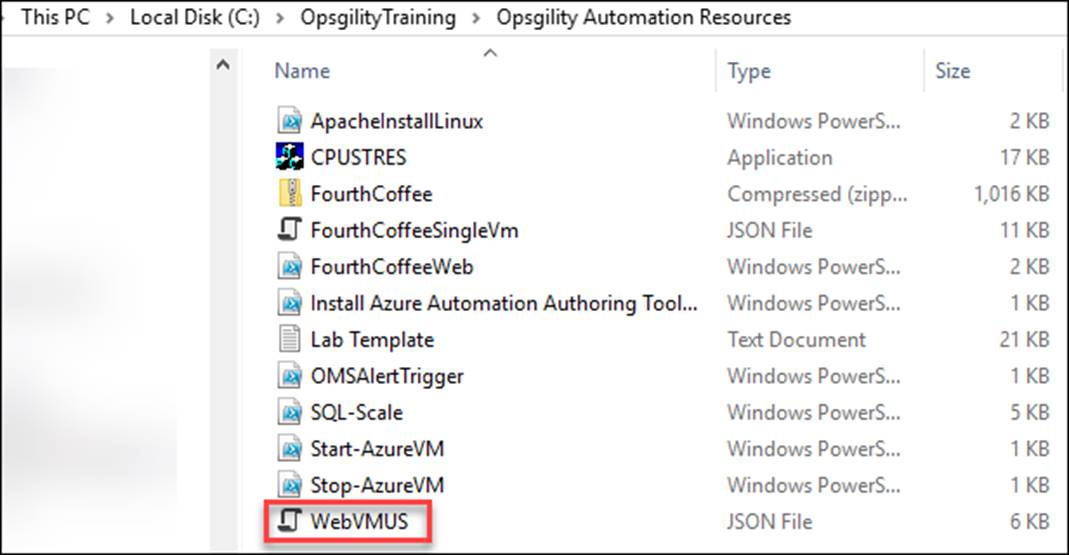 This PC > Local Disk (C:) > OpsgilityTraining > Opsgility Automation Resources
Name Type Size
ApacheInstallLinux Windows PowerS... 2 KB
CPUSTRES Application 17 KB
FourthCoffee Compressed (zipp... 1,016 KB
FourthCoffeeSingleVm JSON File 11 KB
FourthCoffeeWeb Windows PowerS... 2 KB
Install Azure Automation Authoring Tool... Windows PowerS... 1 KB
Lab Template Text Document 21 KB
OMSAlertTrigger Windows PowerS... 1 KB
SQL-Scale Windows PowerS... 5 KB
Start-AzureVM Windows PowerS... 1 KB
Stop-AzureVM Windows PowerS... 1 KB
WebVMUS JSON File 6 KB